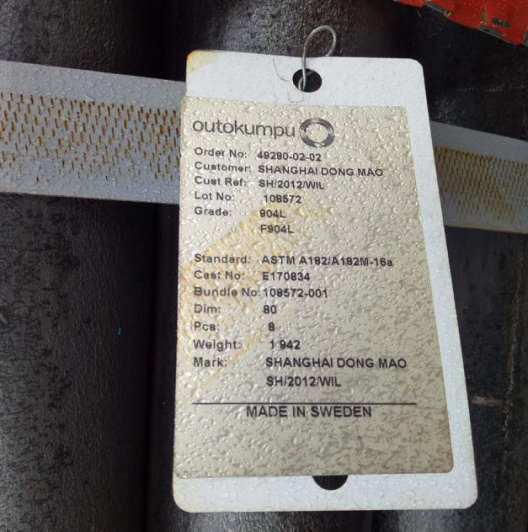 outokumpu
Order No: 49280-02-02
Customer: SHANGHAI DONG MAO
Cust Ref: SH/2012/WIL
Lot No: 108572
Grade: 904L
F904L
Standard: ASTM A182/A182M-16a
Cast No: E170834
Bundle No: 108572-001
Dim: 80
Pcs: 8
Weight: 1 942
Mark: SHANGHAI DONG MAO
SH/2012/WIL
MADE IN SWEDEN